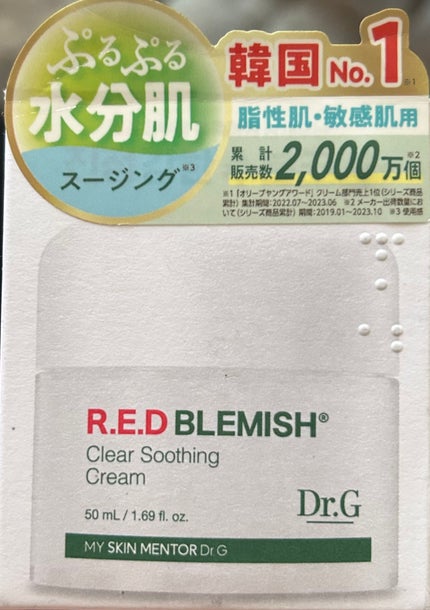 ぷるぷる
水分肌
スージング※3
韓国No.1※1
脂性肌・敏感肌用
累計
販売数2,000万個※2
※1 [オリーブヤングアワード] クリーム部門売上1位(シリーズ商品
累計) 集計期間:2022.07~2023.06 ※2 メーカー出荷数量にお
いて(シリーズ商品累計) 期間:2019.01~2023.10 ※3 使用感
R.E.D BLEMISH®
Clear Soothing
Cream
50 mL / 1.69 fl. oz.
Dr.G
MY SKIN MENTOR Dr.G